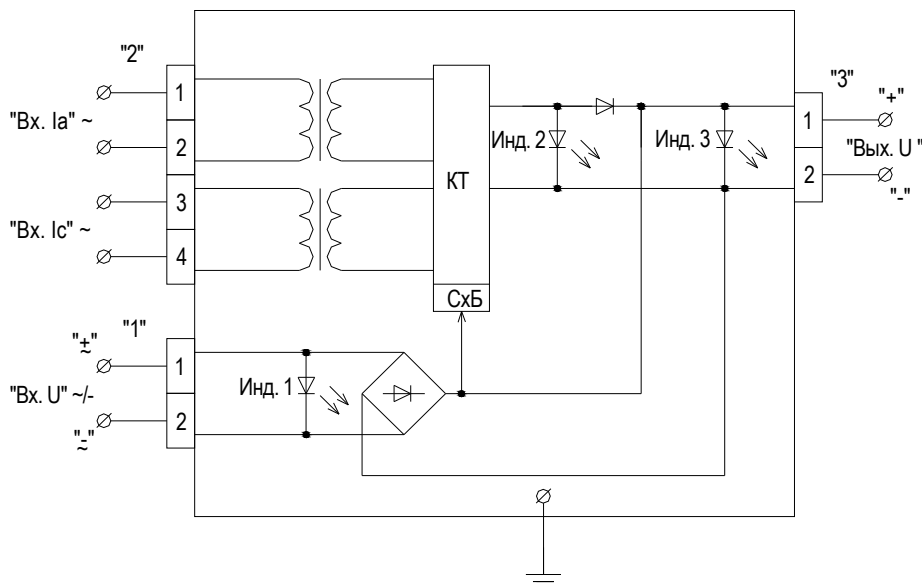 "2"
"3"
"Вх. Ia" ~
1
2
3
4
"Вх. Ic" ~
КТ
СхБ
Инд. 2
Инд. 3
1
2
"+"
"Вых. U "
"-"
"1"
"±"
~
"Вх. U" ~/-
"-"
~
1
2
Инд. 1